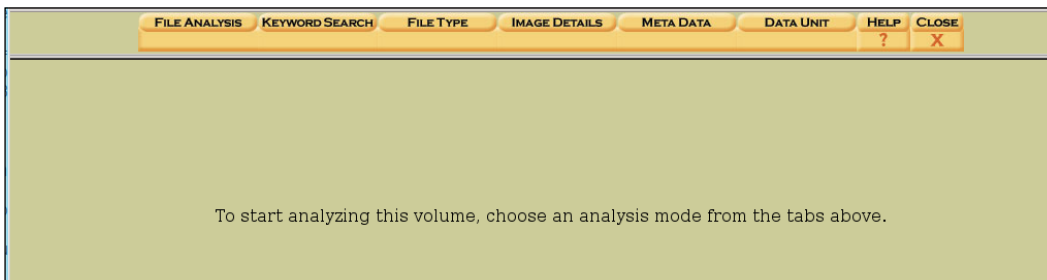 FILE ANALYSIS KEYWORD SEARCH FILE TYPE IMAGE DETAILS META DATA DATA UNIT HELP CLOSE
? X
To start analyzing this volume, choose an analysis mode from the tabs above.